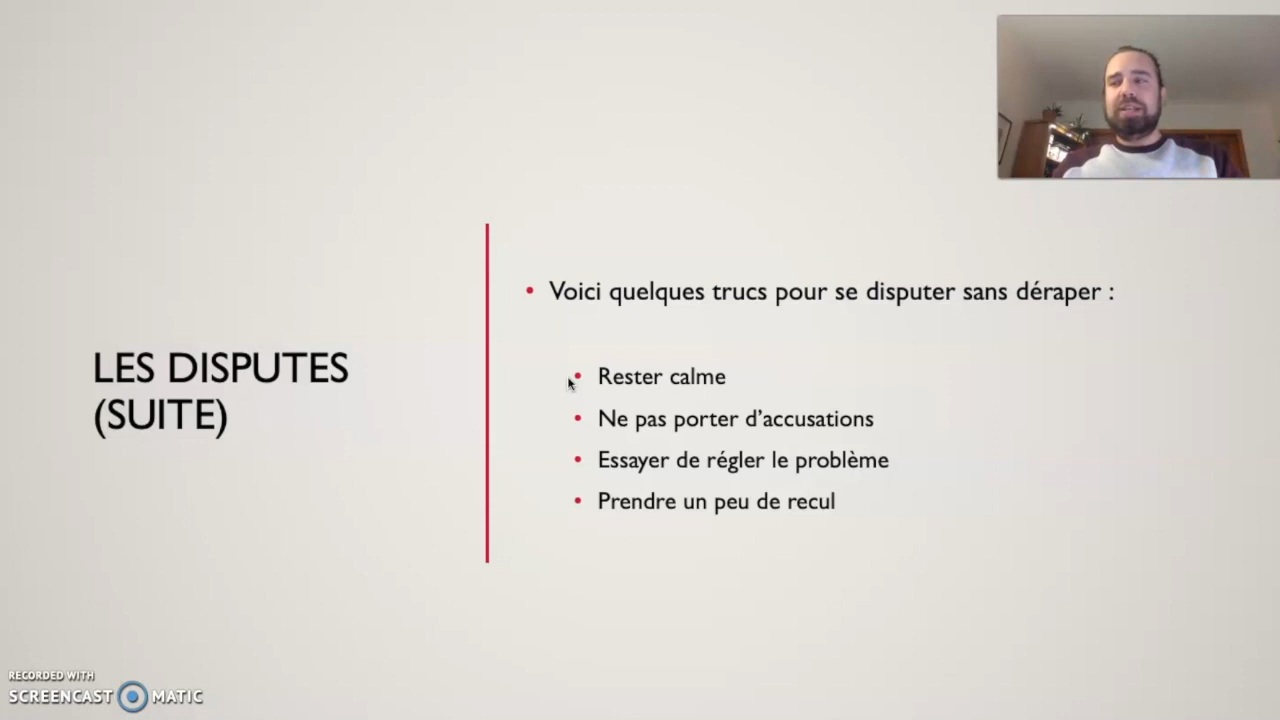 LES DISPUTES
(SUITE)
• Voici quelques trucs pour se disputer sans déraper :
• Rester calme
• Ne pas porter d’accusations
• Essayer de régler le problème
• Prendre un peu de recul
RECORDED WITH
SCREENCAST MATIC